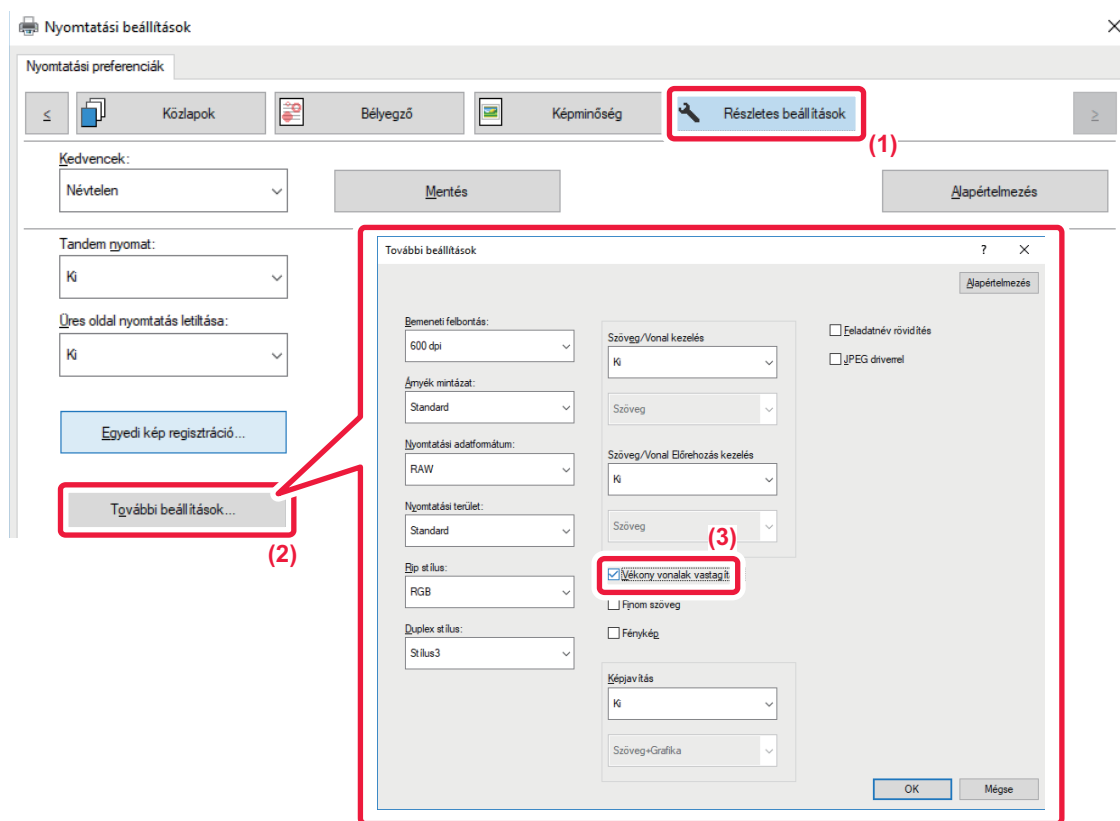 Nyomtatási beállítások
Nyomtatási preferenciák
<
Közlapok
Bélyegző
Képminőség
Részletes beállítások
>
(1)
Kedvencek:
Névtelen
Mentés
Alapértelmezés
Tandem nyomat:
Ki
Üres oldal nyomtatás letiltása:
Ki
Egyedi kép regisztráció...
További beállítások...
(2)
További beállítások
?
Alapértelmezés
Bemeneti felbontás:
600 dpi
Árnyék mintázat:
Standard
Nyomtatási adatformátum:
RAW
Nyomtatási terület:
Standard
Rip stílus:
RGB
Duplex stílus:
Stílus3
Szöveg/Vonal kezelés
Ki
Szöveg
Szöveg/Vonal Előrehozás kezelés
Ki
Szöveg
(3)
Vékony vonalak vastagít
Finom szöveg
Fénykép
Képjavítás
Ki
Szöveg+Grafika
Feladatnév rövidítés
JPEG driverrel
OK
Mégse